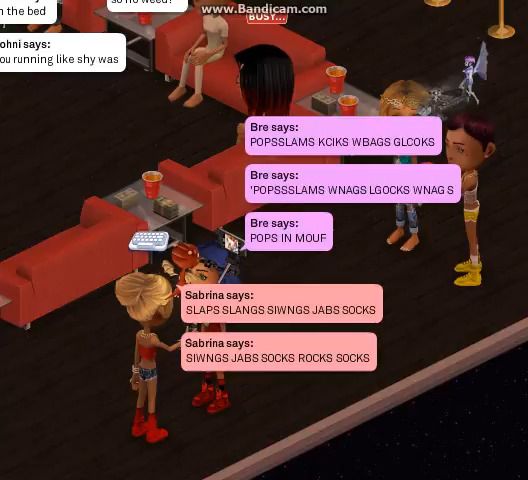 so no weed?
www.Bandicam.com
n the bed
BUSY...
ohni says:
ou running like shy was
Bre says:
POPSSLAMS KCIKS WBAGS GLCOKS
Bre says:
'POPSSSLAMS WNAGS LGOCKS WNAG S
Bre says:
POPS IN MOUF
Sabrina says:
SLAPS SLANGS SIWNGS JABS SOCKS
Sabrina says:
SIWNGS JABS SOCKS ROCKS SOCKS